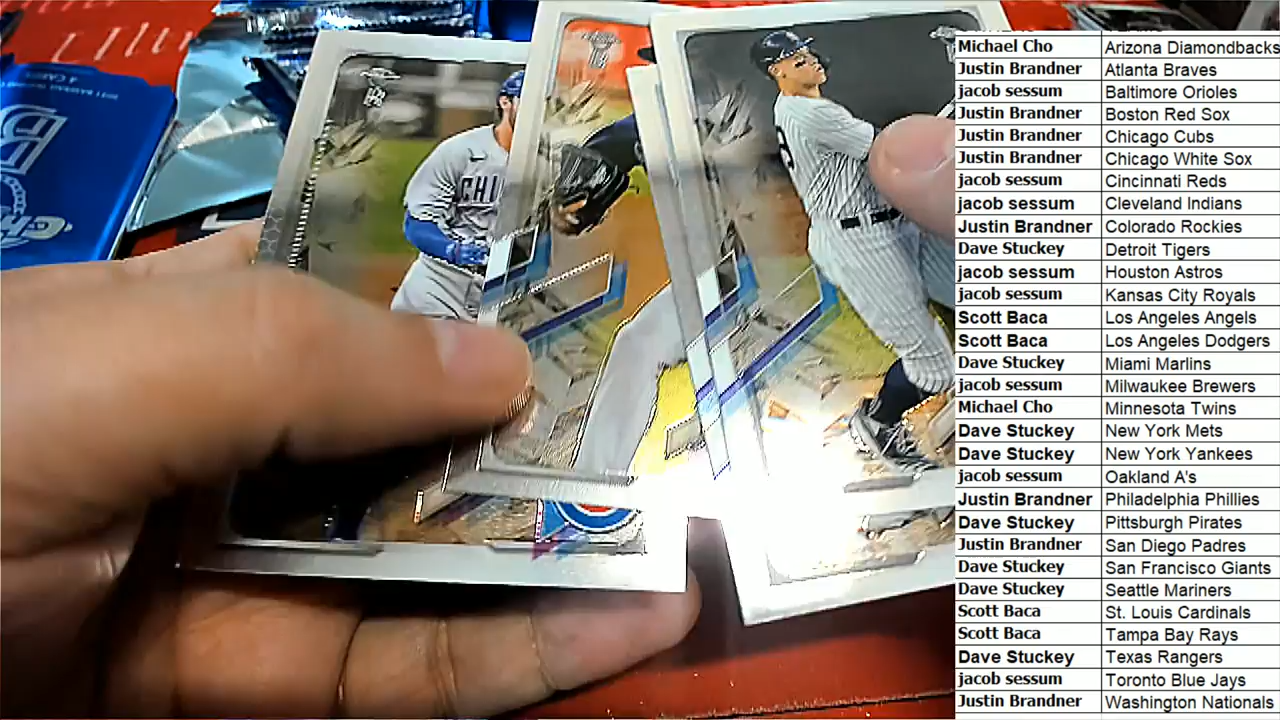 Michael Cho Arizona Diamondbacks
Justin Brandner Atlanta Braves
jacob sessum Baltimore Orioles
Justin Brandner Boston Red Sox
Justin Brandner Chicago Cubs
Justin Brandner Chicago White Sox
jacob sessum Cincinnati Reds
jacob sessum Cleveland Indians
Justin Brandner Colorado Rockies
Dave Stuckey Detroit Tigers
jacob sessum Houston Astros
jacob sessum Kansas City Royals
Scott Baca Los Angeles Angels
Scott Baca Los Angeles Dodgers
Dave Stuckey Miami Marlins
jacob sessum Milwaukee Brewers
Michael Cho Minnesota Twins
Dave Stuckey New York Mets
Dave Stuckey New York Yankees
jacob sessum Oakland A's
Justin Brandner Philadelphia Phillies
Dave Stuckey Pittsburgh Pirates
Justin Brandner San Diego Padres
Dave Stuckey San Francisco Giants
Dave Stuckey Seattle Mariners
Scott Baca St. Louis Cardinals
Scott Baca Tampa Bay Rays
Dave Stuckey Texas Rangers
jacob sessum Toronto Blue Jays
Justin Brandner Washington Nationals
CHI